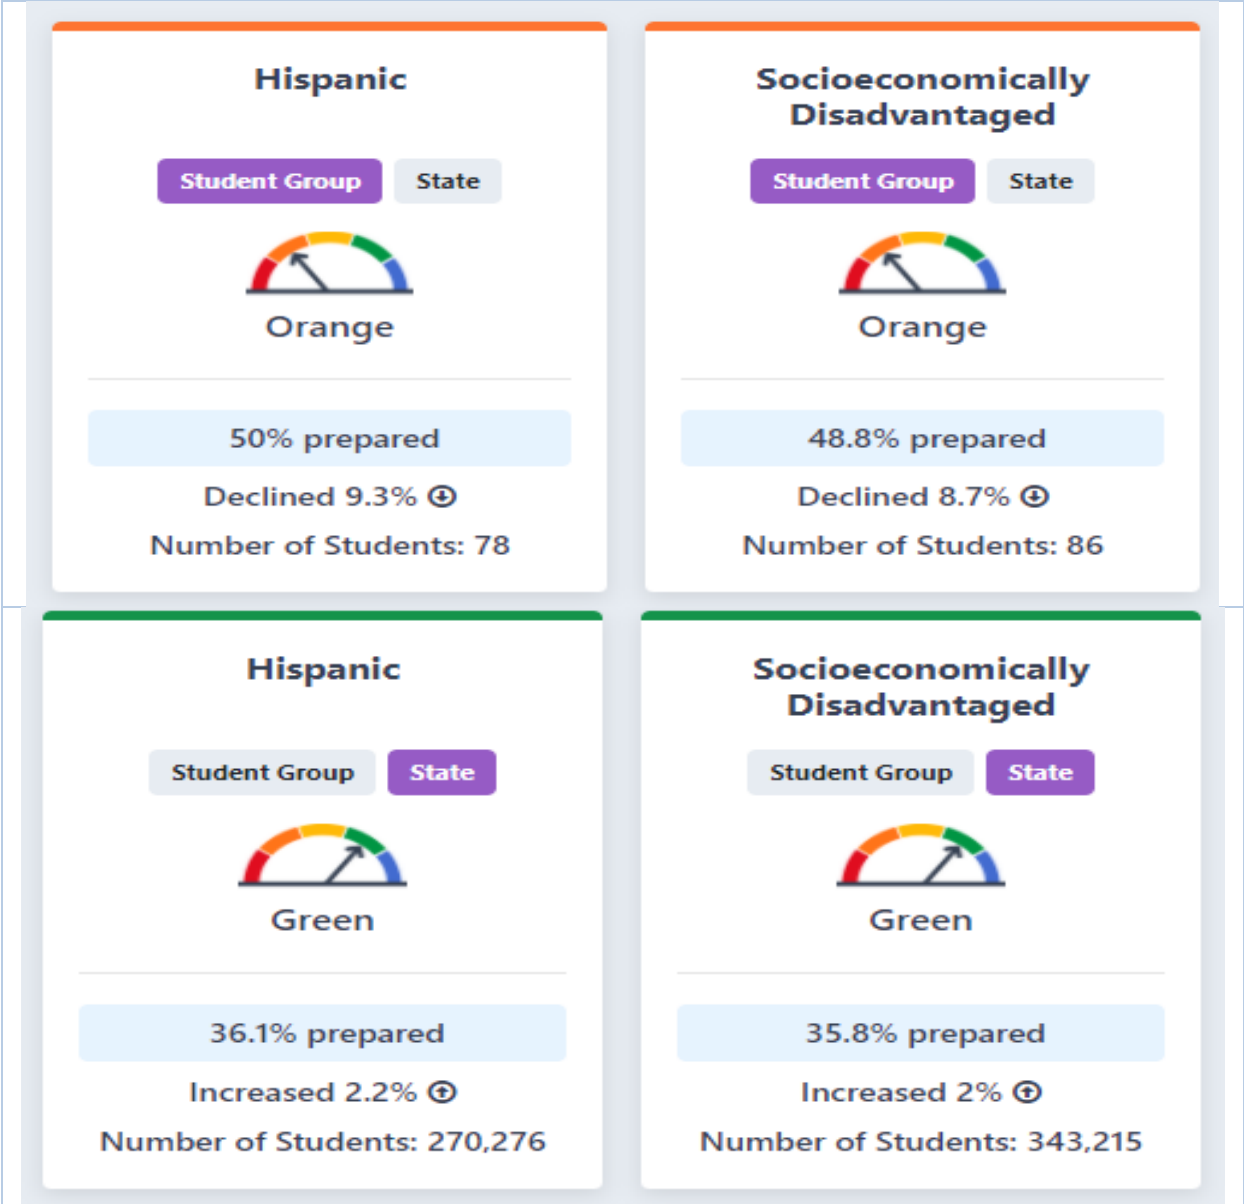 Hispanic
Student Group State
Orange
50% prepared
Declined 9.3%
Number of Students: 78
Socioeconomically
Disadvantaged
Student Group State
Orange
48.8% prepared
Declined 8.7%
Number of Students: 86
Hispanic
Student Group State
Green
36.1% prepared
Increased 2.2%
Number of Students: 270,276
Socioeconomically
Disadvantaged
Student Group State
Green
35.8% prepared
Increased 2%
Number of Students: 343,215